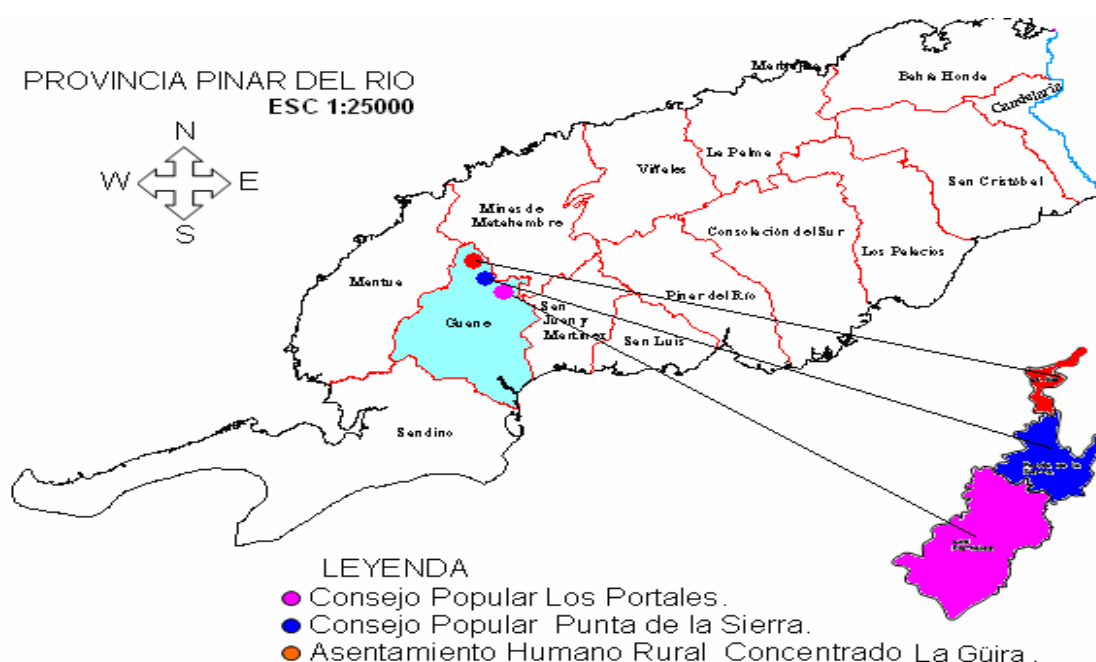 PROVINCIA PINAR DEL RIO
ESC 1:25000
N
W E
S
Bahía Honda
Candelaria
La Palma
Viñales
San Cristóbal
Minas de
Matahambre
Consolación del Sur
Los Palacios
Mantua
Pinar del Río
San
Juan y
Martínez
Guane
San Luis
Sandino
LEYENDA
Consejo Popular Los Portales.
Consejo Popular Punta de la Sierra.
Asentamiento Humano Rural Concentrado La Güira .